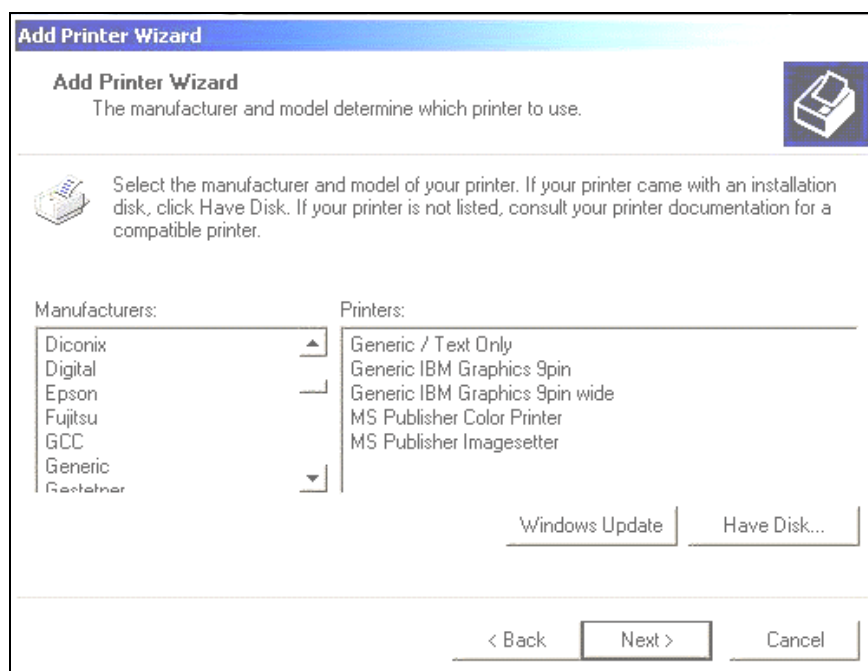 Add Printer Wizard
Add Printer Wizard
The manufacturer and model determine which printer to use.
Select the manufacturer and model of your printer. If your printer came with an installation
disk, click Have Disk. If your printer is not listed, consult your printer documentation for a
compatible printer.
Manufacturers:
Diconix
Digital
Epson
Fujitsu
GCC
Generic
Gestetner
Printers:
Generic / Text Only
Generic IBM Graphics 9pin
Generic IBM Graphics 9pin wide
MS Publisher Color Printer
MS Publisher Imagesetter
Windows Update
Have Disk...
< Back
Next >
Cancel